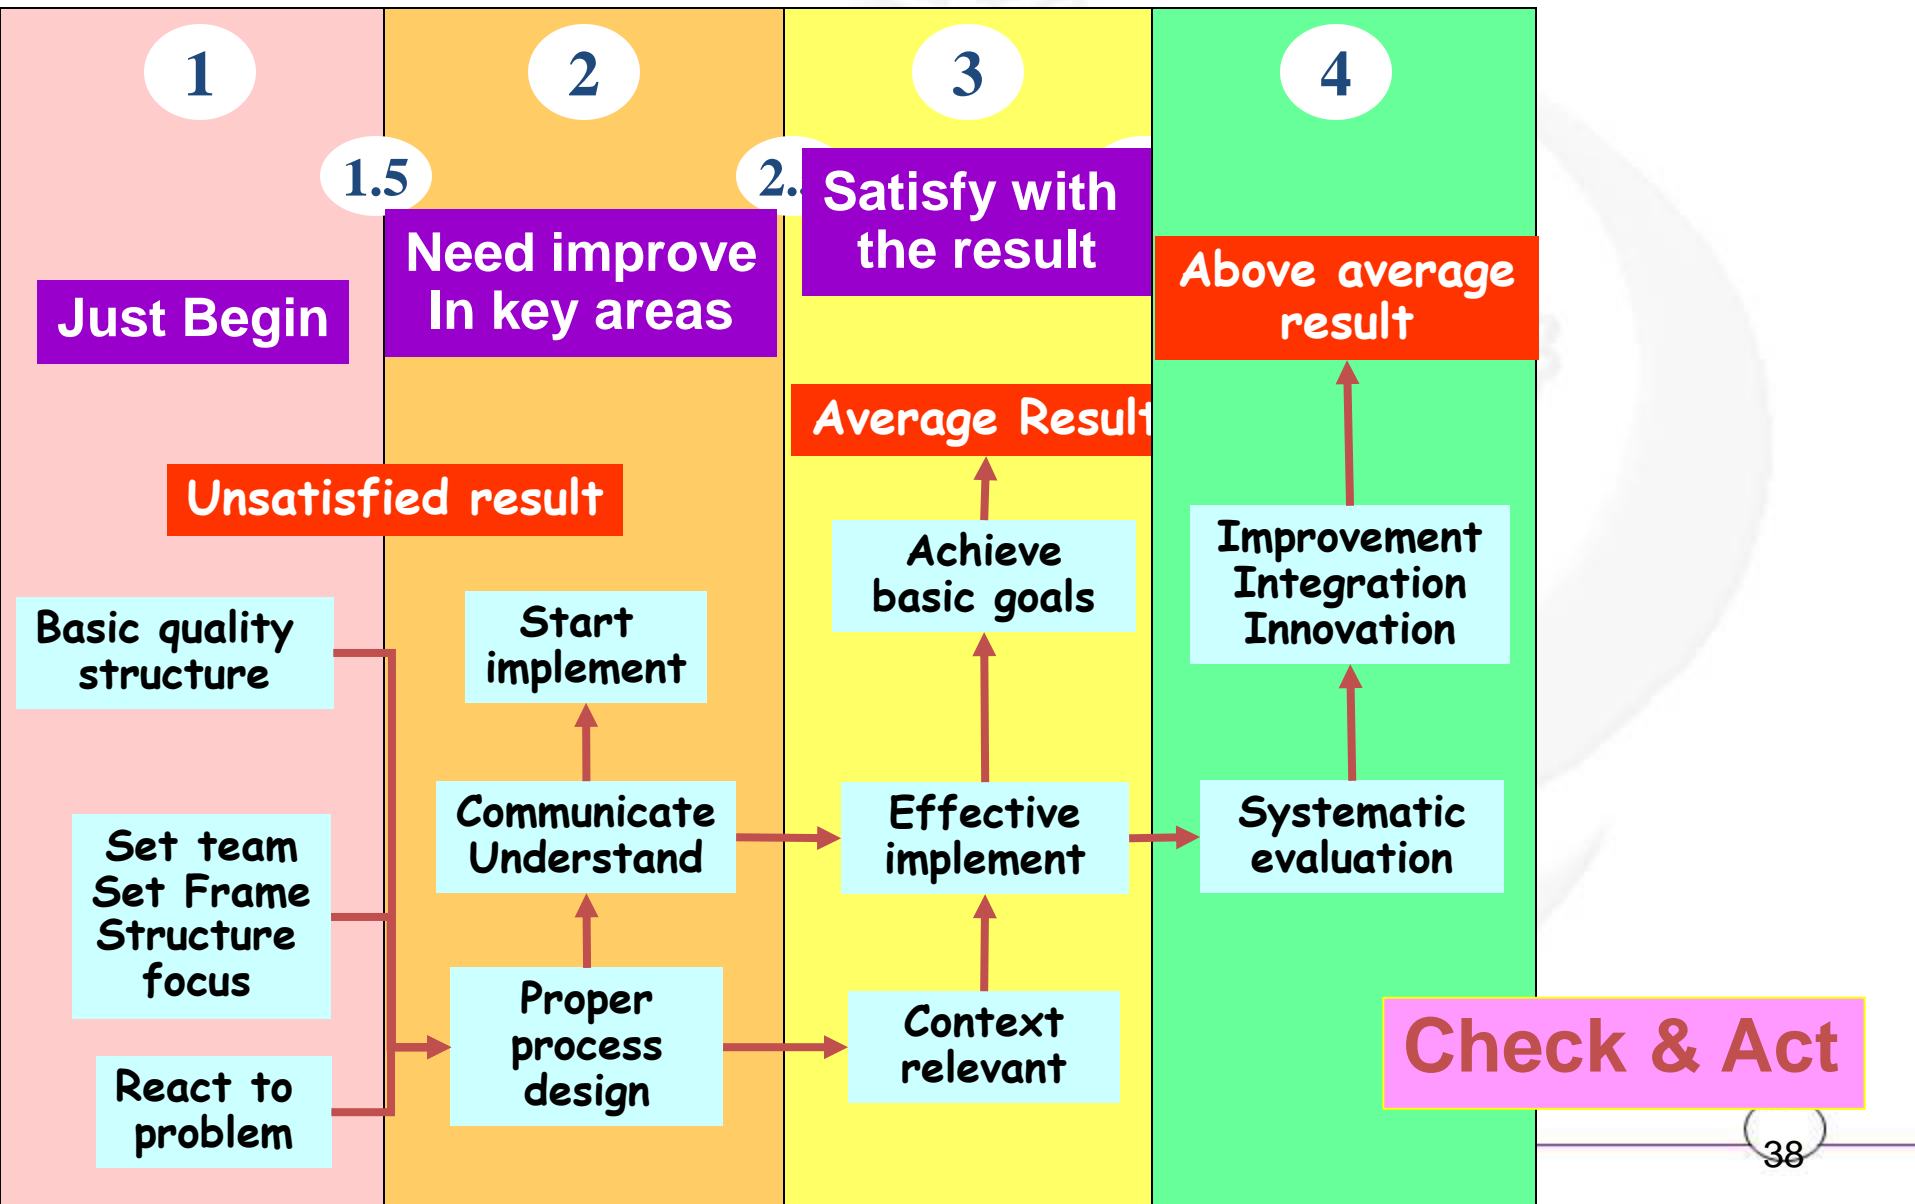 1
2
3
4
1.5
2.
Just Begin
Need improve
In key areas
Satisfy with
the result
Above average
result
Average Result
Unsatisfied result
Basic quality
structure
Set team
Set Frame
Structure
focus
React to
problem
Start
implement
Communicate
Understand
Proper
process
design
Achieve
basic goals
Effective
implement
Context
relevant
Improvement
Integration
Innovation
Systematic
evaluation
Check & Act
38